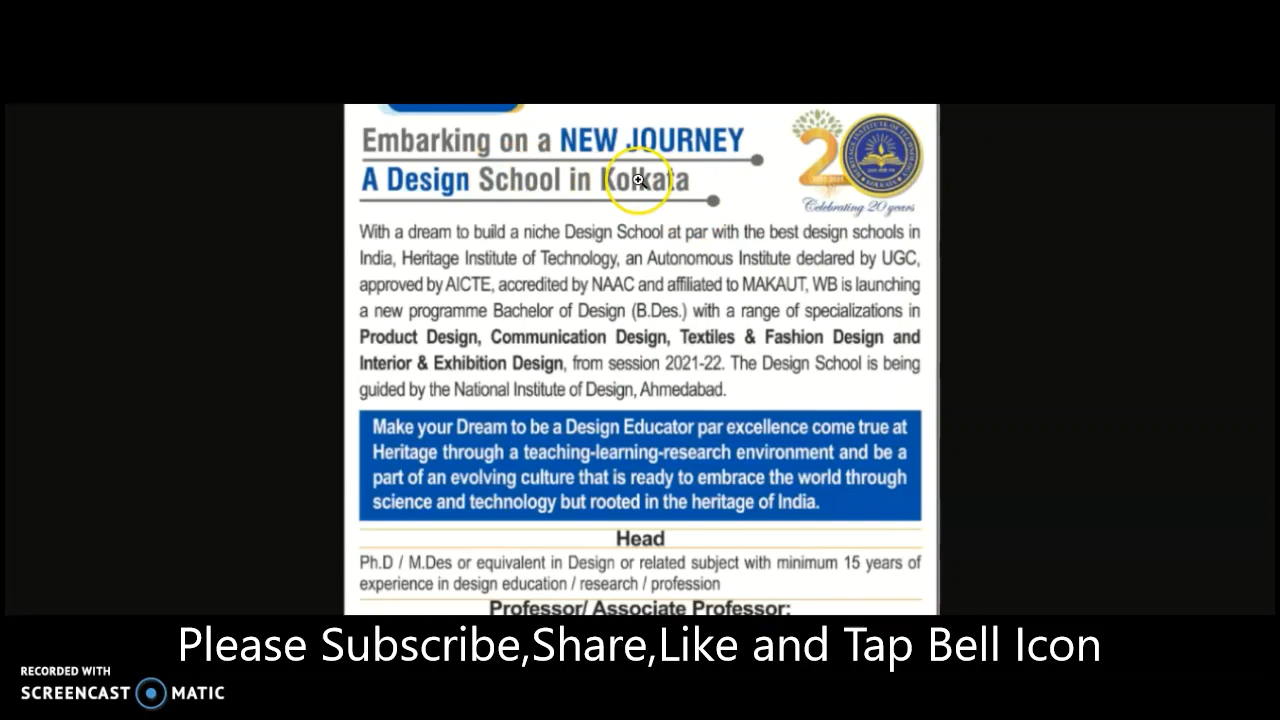 Embarking on a NEW JOURNEY
A Design School in Kolkata
20
HERITAGE INSTITUTE OF TECHNOLOGY
KOLKATA
Celebrating 20 years
With a dream to build a niche Design School at par with the best design schools in
India, Heritage Institute of Technology, an Autonomous Institute declared by UGC,
approved by AICTE, accredited by NAAC and affiliated to MAKAUT, WB is launching
a new programme Bachelor of Design (B.Des.) with a range of specializations in
Product Design, Communication Design, Textiles & Fashion Design and
Interior & Exhibition Design, from session 2021-22. The Design School is being
guided by the National Institute of Design, Ahmedabad.
Make your Dream to be a Design Educator par excellence come true at
Heritage through a teaching-learning-research environment and be a
part of an evolving culture that is ready to embrace the world through
science and technology but rooted in the heritage of India.
Head
Ph.D / M.Des or equivalent in Design or related subject with minimum 15 years of
experience in design education / research / profession
Professor/ Associate Professor:
Please Subscribe,Share,Like and Tap Bell Icon
RECORDED WITH
SCREENCAST MATIC